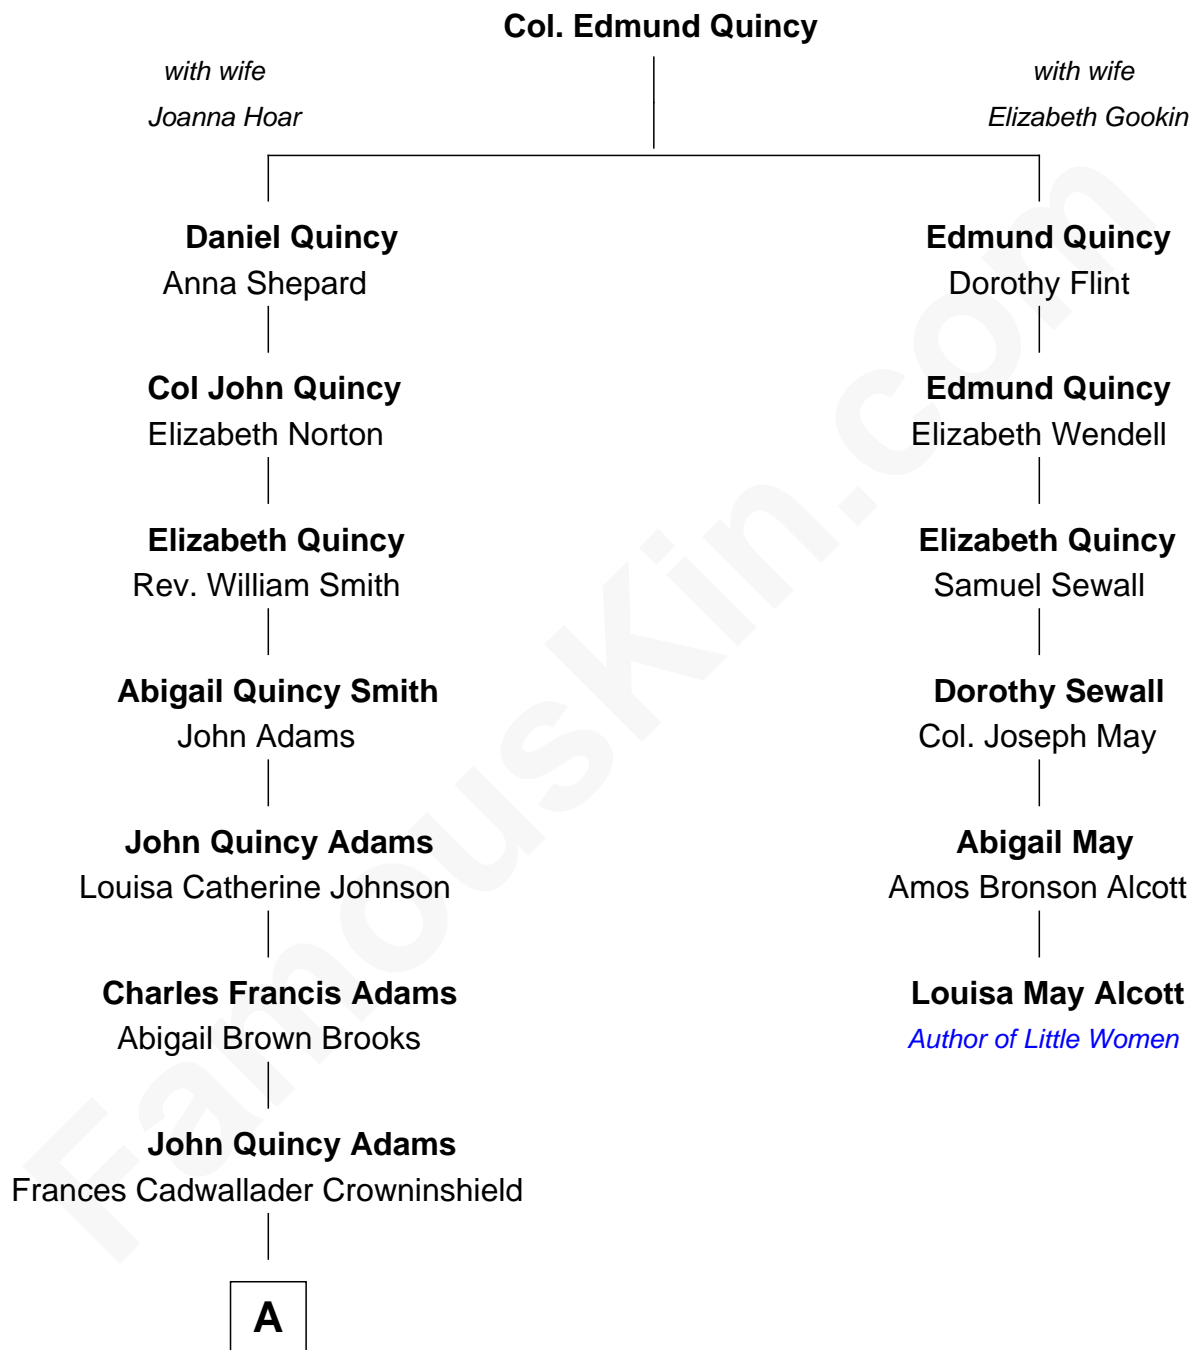 Col. Edmund Quincy
with wife
Joanna Hoar
with wife
Elizabeth Gookin
Daniel Quincy
Anna Shepard
Col John Quincy
Elizabeth Norton
Elizabeth Quincy
Rev. William Smith
Abigail Quincy Smith
John Adams
John Quincy Adams
Louisa Catherine Johnson
Charles Francis Adams
Abigail Brown Brooks
John Quincy Adams
Frances Cadwallader Crowninshield
A
Edmund Quincy
Dorothy Flint
Edmund Quincy
Elizabeth Wendell
Elizabeth Quincy
Samuel Sewall
Dorothy Sewall
Col. Joseph May
Abigail May
Amos Bronson Alcott
Louisa May Alcott
Author of Little Women
FamousKin.com